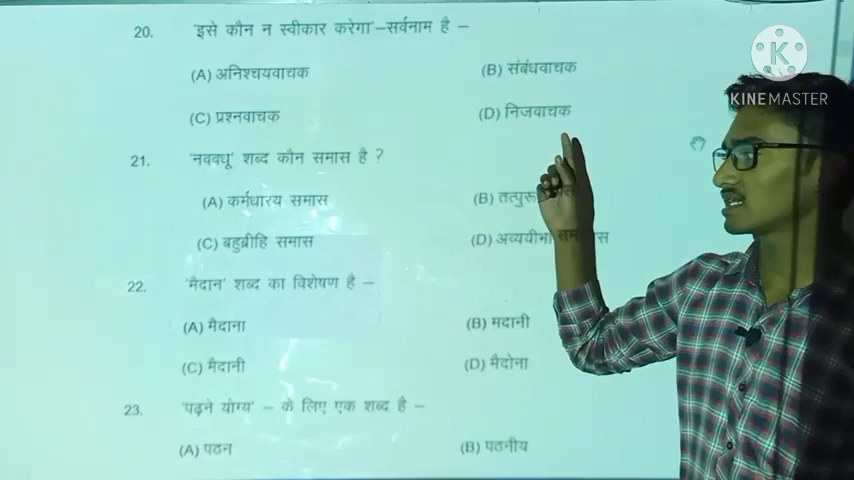 KINEMASTER
20. 'इसे कौन न स्वीकार करेगा'–सर्वनाम है –
(A) अनिश्चयवाचक (B) संबंधवाचक
(C) प्रश्नवाचक (D) निजवाचक
21. 'नववधू' शब्द कौन समास है ?
(A) कर्मधारय समास (B)
(C) बहुब्रीहि समास (D)
22. 'मैदान' शब्द का विशेषण है –
(A) मैदाना (B) मदानी
(C) मैदानी (D) मैदोना
23. 'पढ़ने योग्य' – के लिए एक शब्द है –
(A) पठन (B) पठनीय